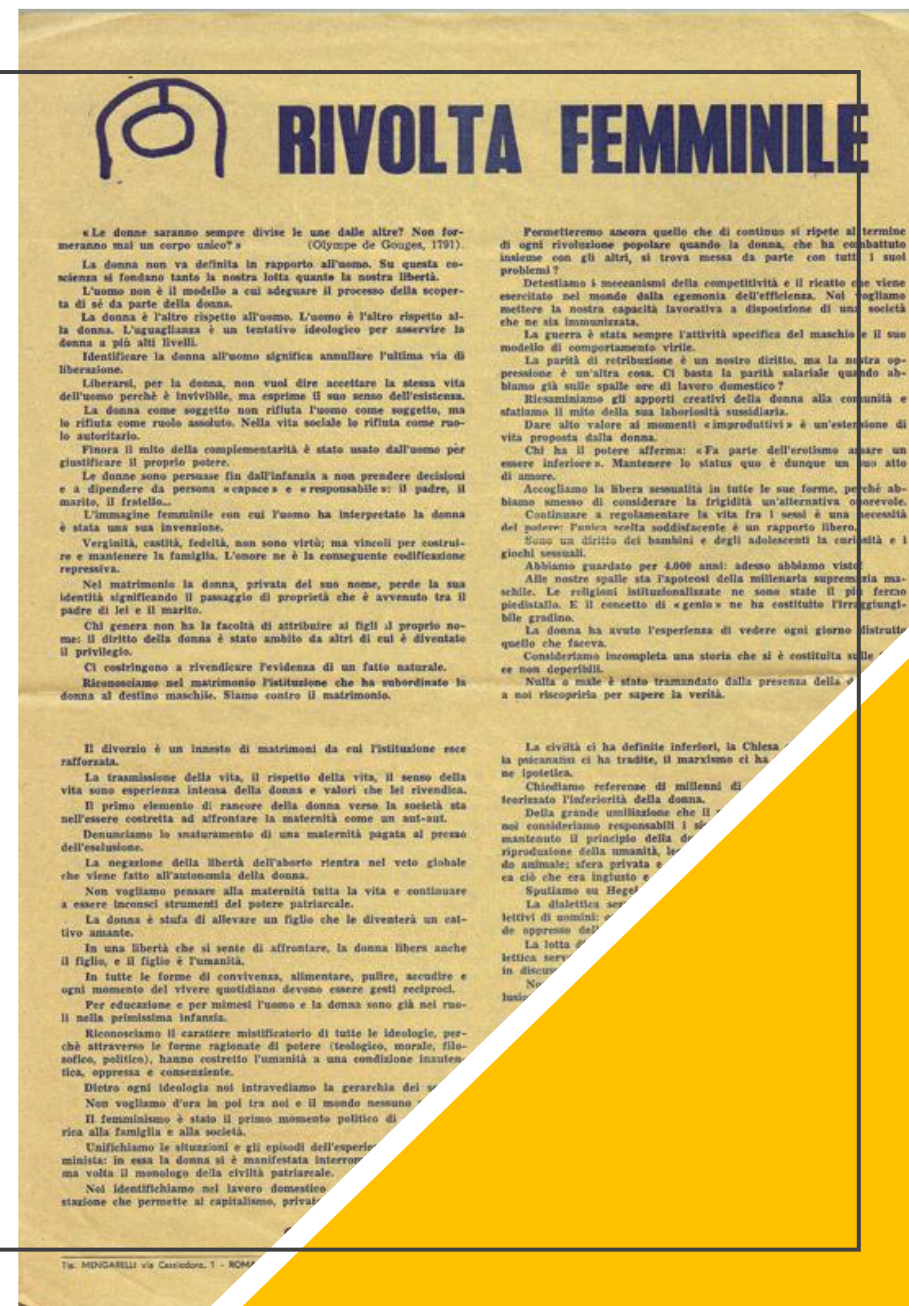 RIVOLTA FEMMINILE
« Le donne saranno sempre divise le une dalle altre? Non for-
meranno mai un corpo unico? » (Olympe de Gouges, 1791).
La donna non va definita in rapporto all'uomo. Su questa co-
scienza si fondano tanto la nostra lotta quanto la nostra libertà.
L'uomo non è il modello a cui adeguare il processo della scoper-
ta di sé da parte della donna.
La donna è l'altro rispetto all'uomo. L'uomo è l'altro rispetto al-
la donna. L'uguaglianza è un tentativo ideologico per asservire la
donna a più alti livelli.
Identificare la donna all'uomo significa annullare l'ultima via di
liberazione.
Liberarsi, per la donna, non vuol dire accettare la stessa vita
dell'uomo perchè è invivibile, ma esprimere il suo senso dell'esistenza.
La donna come soggetto non rifiuta l'uomo come soggetto, ma
lo rifiuta come ruolo assoluto. Nella vita sociale lo rifiuta come ruo-
lo autoritario.
Finora il mito della complementarità è stato usato dall'uomo per
giustificare il proprio potere.
Le donne sono persuase fin dall'infanzia a non prendere decisioni
e a dipendere da persona « capace » e « responsabile »: il padre, il
marito, il fratello...
L'immagine femminile con cui l'uomo ha interpretato la donna
è stata una sua invenzione.
Verginità, castità, fedeltà, non sono virtù; ma vincoli per costrui-
re e mantenere la famiglia. L'onore ne è la conseguente codificazione
repressiva.
Nel matrimonio la donna, privata del suo nome, perde la sua
identità significando il passaggio di proprietà che è avvenuto tra il
padre di lei e il marito.
Chi genera non ha la facoltà di attribuire ai figli il proprio no-
me: il diritto della donna è stato ambito da altri di cui è diventato
il privilegio.
Ci costringono a rivendicare l'evidenza di un fatto naturale.
Riconosciamo nel matrimonio l'istituzione che ha subordinato la
donna al destino maschile. Siamo contro il matrimonio.
Il divorzio è un innesto di matrimoni da cui l'istituzione esce
rafforzata.
La trasmissione della vita, il rispetto della vita, il senso della
vita sono esperienza intensa della donna e valori che lei rivendica.
Il primo elemento di rancore della donna verso la società sta
nell'essere costretta ad affrontare la maternità come un aut-aut.
Denunciamo lo snaturamento di una maternità pagata al prezzo
dell'esclusione.
La negazione della libertà dell'aborto rientra nel veto globale
che viene fatto all'autonomia della donna.
Non vogliamo pensare alla maternità tutta la vita e continuare
a essere inconsci strumenti del potere patriarcale.
La donna è stufa di allevare un figlio che le diventerà un cat-
tivo amante.
In una libertà che si sente di affrontare, la donna libera anche
il figlio, e il figlio è l'umanità.
In tutte le forme di convivenza, alimentare, pulire, accudire e
ogni momento del vivere quotidiano devono essere gesti reciproci.
Per educazione e per mimesi l'uomo e la donna sono già nei ruo-
li nella primissima infanzia.
Riconosciamo il carattere mistificatorio di tutte le ideologie, per-
chè attraverso le forme ragionate di potere (teologico, morale, filo-
sofico, politico), hanno costretto l'umanità a una condizione inauten-
tica, oppressa e consenziente.
Dietro ogni ideologia noi intravediamo la gerarchia dei
Non vogliamo d'ora in poi tra noi e il mondo nessuno
Il femminismo è stato il primo momento politico di
rica alla famiglia e alla società.
Unifichiamo le situazioni e gli episodi dell'esperien
minista: in essa la donna si è manifestata interrom
ma volta il monologo della civiltà patriarcale.
Noi identifichiamo nel lavoro domestico
stazione che permette al capitalismo, privat
Permetteremo ancora quello che di continuo si ripete al termine
di ogni rivoluzione popolare quando la donna, che ha combattuto
insieme con gli altri, si trova messa da parte con tutti i suoi
problemi ?
Detestiamo i meccanismi della competitività e il ricatto che viene
esercitato nel mondo dalla egemonia dell'efficienza. Noi vogliamo
mettere la nostra capacità lavorativa a disposizione di una società
che ne sia immunizzata.
La guerra è stata sempre l'attività specifica del maschio e il suo
modello di comportamento virile.
La parità di retribuzione è un nostro diritto, ma la nostra op-
pressione è un'altra cosa. Ci basta la parità salariale quando ab-
biamo già sulle spalle ore di lavoro domestico ?
Riesaminiamo gli apporti creativi della donna alla comunità e
sfatiamo il mito della sua laboriosità sussidiaria.
Dare alto valore ai momenti « improduttivi » è un'estensione di
vita proposta dalla donna.
Chi ha il potere afferma: « Fa parte dell'erotismo amare un
essere inferiore ». Mantenere lo status quo è dunque un suo atto
di amore.
Accogliamo la libera sessualità in tutte le sue forme, perchè ab-
biamo smesso di considerare la frigidità un'alternativa onorevole.
Continuare a regolamentare la vita fra i sessi è una necessità
del potere: l'unica scelta soddisfacente è un rapporto libero.
Sono un diritto dei bambini e degli adolescenti la curiosità e i
giochi sessuali.
Abbiamo guardato per 4.000 anni: adesso abbiamo visto!
Alle nostre spalle sta l'apoteosi della millenaria supremazia ma-
schile. Le religioni istituzionalizzate ne sono state il più fermo
piedistallo. E il concetto di « genio » ne ha costituito l'irraggiungi-
bile gradino.
La donna ha avuto l'esperienza di vedere ogni giorno distrutto
quello che faceva.
Consideriamo incompleta una storia che si è costituita sulle
ce non deperibili.
Nulla o male è stato tramandato dalla presenza della
a noi riscoprirla per sapere la verità.
La civiltà ci ha definite inferiori, la Chiesa
la psicanalisi ci ha tradite, il marxismo ci ha
ne ipotetica.
Chiediamo referenze di millenni di
teorizzato l'inferiorità della donna.
Della grande umiliazione che il
noi consideriamo responsabili i
mantenuto il principio della
riproduzione della umanità,
do animale; sfera privata e
ca ciò che era ingiusto e
Sputiamo su Hegel
La dialettica
lettivi di uomini:
de oppresso
La lotta
lettica
in
Tip. MENGARELLI via Cassiodoro, 1 - ROMA